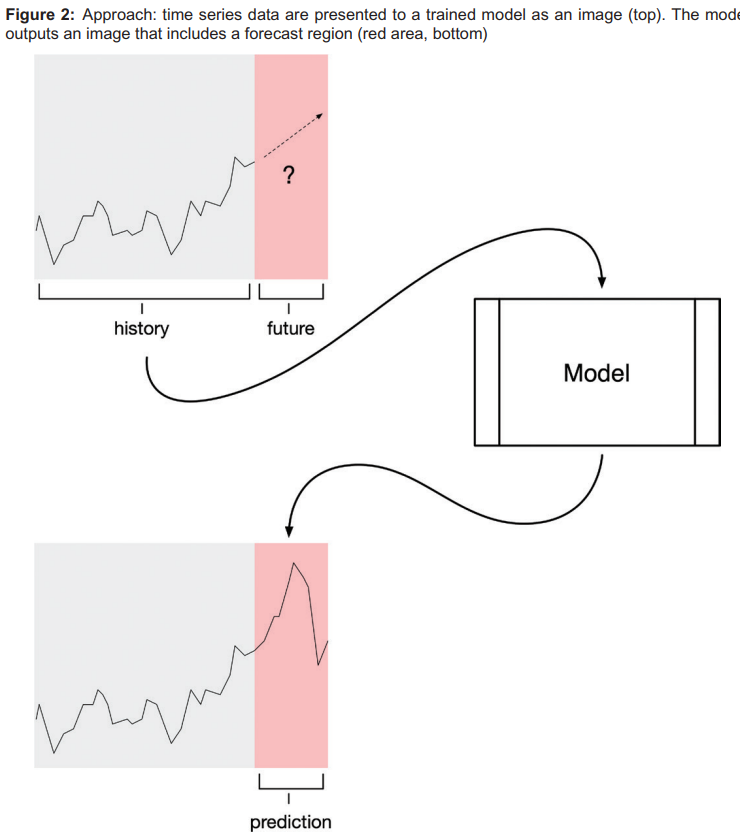 Figure 2: Approach: time series data are presented to a trained model as an image (top). The mode
outputs an image that includes a forecast region (red area, bottom)
?
history
future
Model
prediction